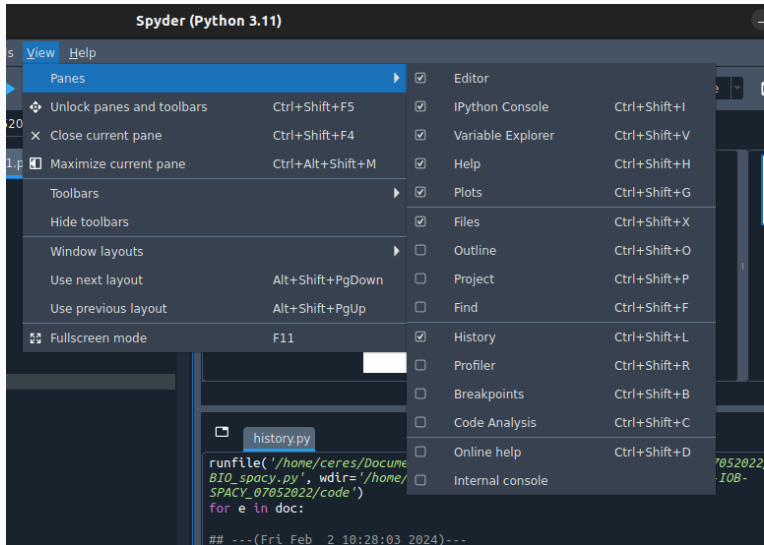 Spyder (Python 3.11)
s View Help
Panes
Unlock panes and toolbars Ctrl+Shift+F5
Close current pane Ctrl+Shift+F4
Maximize current pane Ctrl+Alt+Shift+M
Toolbars
Hide toolbars
Window layouts
Use next layout Alt+Shift+PgDown
Use previous layout Alt+Shift+PgUp
Fullscreen mode F11
Editor
IPython Console Ctrl+Shift+I
Variable Explorer Ctrl+Shift+V
Help Ctrl+Shift+H
Plots Ctrl+Shift+G
Files Ctrl+Shift+X
Outline Ctrl+Shift+O
Project Ctrl+Shift+P
Find Ctrl+Shift+F
History Ctrl+Shift+L
Profiler Ctrl+Shift+R
Breakpoints Ctrl+Shift+B
Code Analysis Ctrl+Shift+C
Online help Ctrl+Shift+D
Internal console
520
1.p
e
history.py
runfile('/home/ceres/Docume 07052022/
BIO_spacy.py', wdir='/home/ -IOB-
SPACY_07052022/code')
for e in doc:
## ---(Fri Feb  2 10:28:03 2024)---